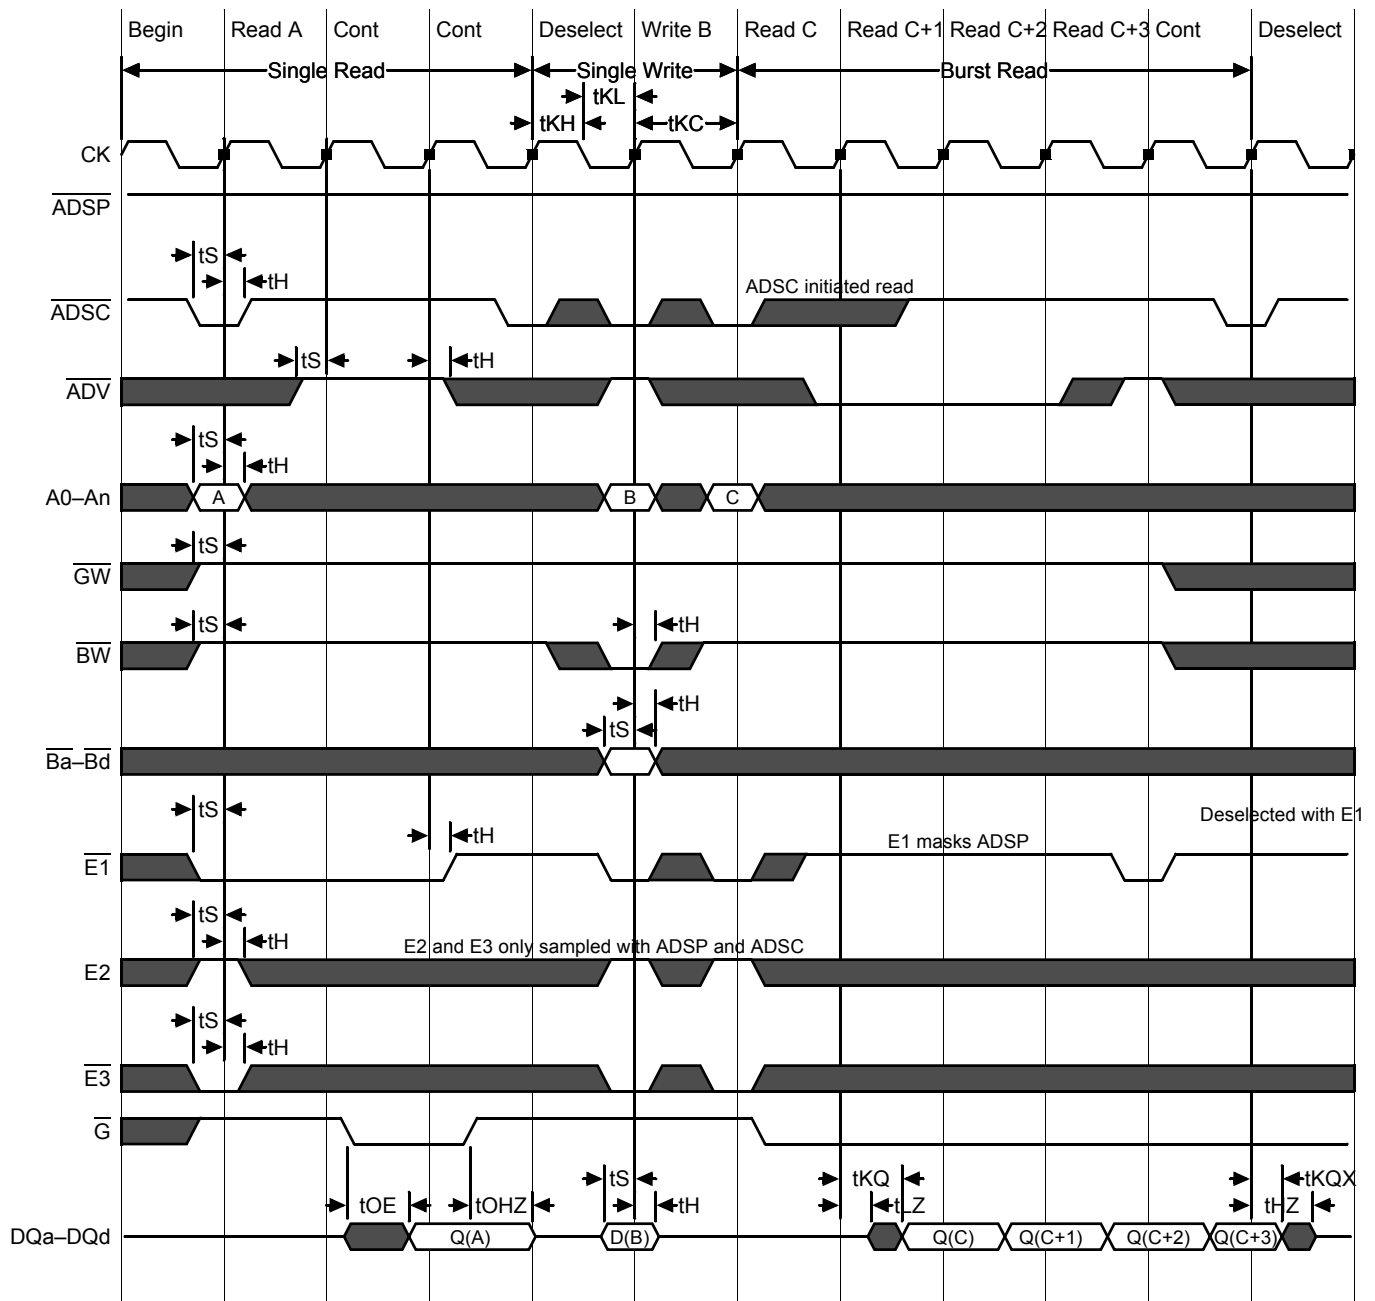 Begin Read A Cont Cont Deselect Write B Read C Read C+1 Read C+2 Read C+3 Cont Deselect
Single Read Single Write Burst Read
tKL
tKH tKC
CK
ADSP
tS
tH
ADSC initiated read
ADSC
tS tH
ADV
tS
tH
A0–An A B C
tS
GW
tS tH
BW
tH
tS
Ba–Bd
tS Deselected with E1
tH E1 masks ADSP
E1
tS
tH E2 and E3 only sampled with ADSP and ADSC
E2
tS
tH
E3
G
tS tKQ tKQX
tOE tOHZ tH tLZ tHZ
DQa–DQd Q(A) D(B) Q(C) Q(C+1) Q(C+2) Q(C+3)